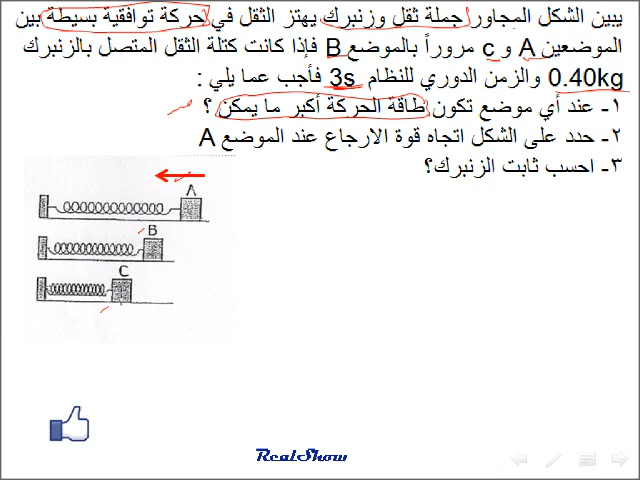 يبين الشكل المجاور جملة ثقل وزنبرك يهتز الثقل في حركة توافقية بسيطة بين
الموضعين A و c مروراً بالموضع B فإذا كانت كتلة الثقل المتصل بالزنبرك
0.40kg والزمن الدوري للنظام 3s فأجب عما يلي :
١- عند أي موضع تكون طاقة الحركة أكبر ما يمكن ؟
٢- حدد على الشكل اتجاه قوة الارجاع عند الموضع A
٣- احسب ثابت الزنبرك؟
A
B
C
RealShow